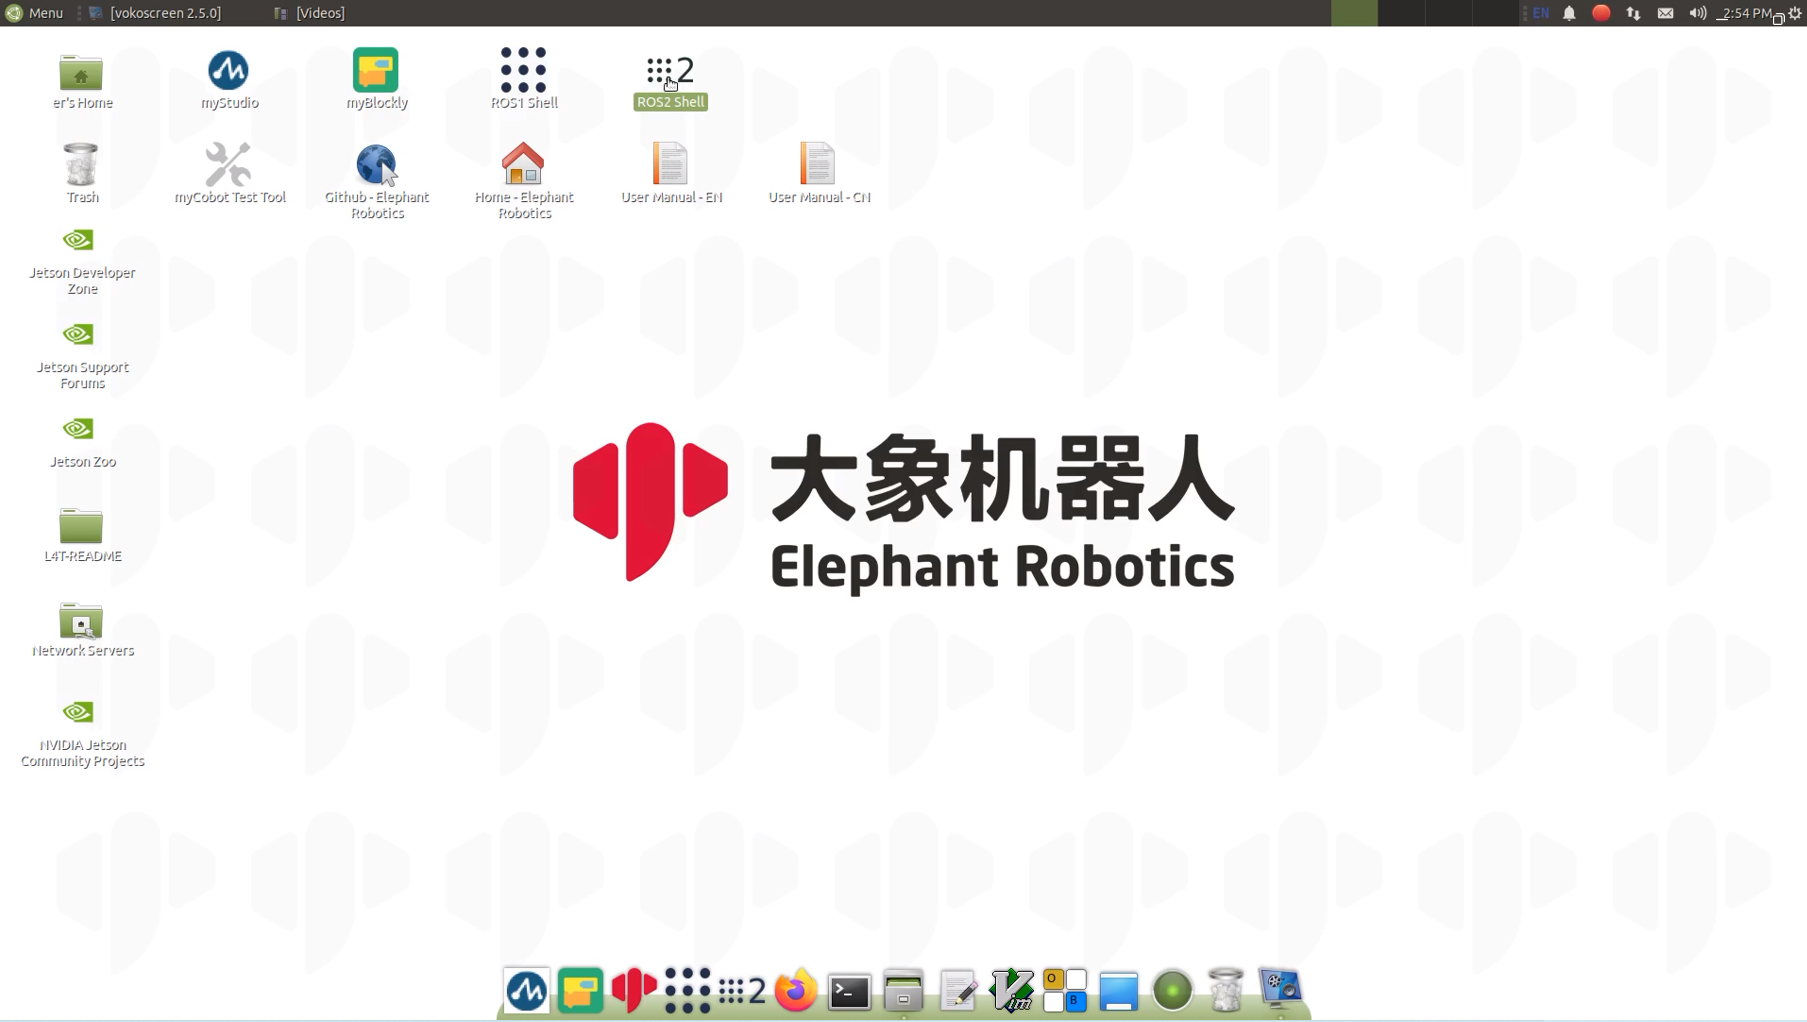 Menu
[vokoscreen 2.5.0]
[Videos]
EN
2:54 PM
er's Home
myStudio
myBlockly
ROS1 Shell
2
ROS2 Shell
Trash
myCobot Test Tool
Github - Elephant
Robotics
Home - Elephant
Robotics
User Manual - EN
User Manual - CN
Jetson Developer
Zone
Jetson Support
Forums
Jetson Zoo
L4T-README
Network Servers
NVIDIA Jetson
Community Projects
大象机器人
Elephant Robotics
2
Vim
O
B